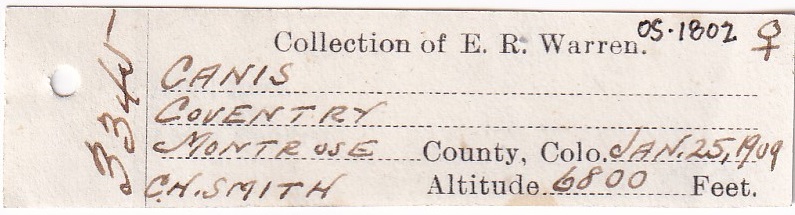 OS-1802 ♀
Collection of E. R. Warren.
CANIS
COVENTRY
MONTROSE County, Colo. JAN. 25, 1909
C.H. SMITH Altitude 6800 Feet.
3345